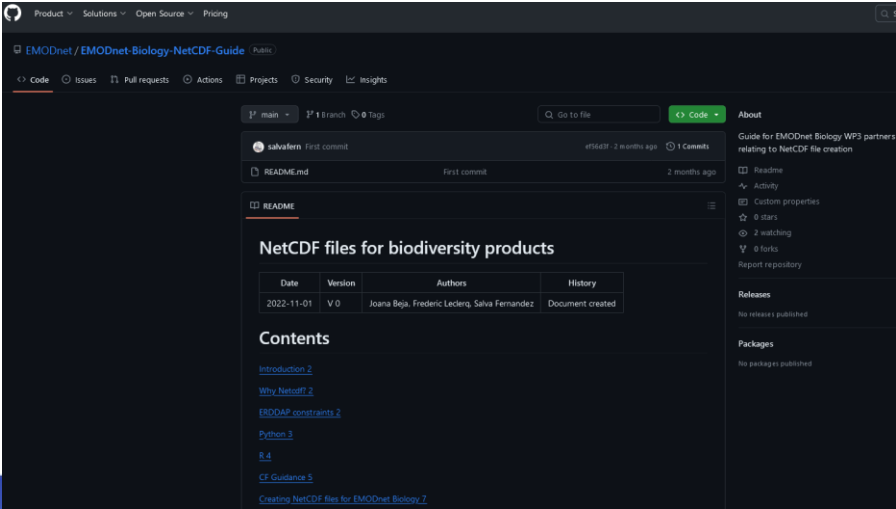 Product Solutions Open Source Pricing
EMODnet / EMODnet-Biology-NetCDF-Guide Public
Code Issues Pull requests Actions Projects Security Insights
main 1 Branch 0 Tags Go to file Code
salvafern First commit ef56d3f · 2 months ago 1 Commits
README.md First commit 2 months ago
README
NetCDF files for biodiversity products
Date Version Authors History
2022-11-01 V 0 Joana Beja, Frederic Leclerq, Salva Fernandez Document created
Contents
Introduction 2
Why Netcdf? 2
ERDDAP constraints 2
Python 3
R 4
CF Guidance 5
Creating NetCDF files for EMODnet Biology 7
About
Guide for EMODnet Biology WP3 partners
relating to NetCDF file creation
Readme
Activity
Custom properties
0 stars
2 watching
0 forks
Report repository
Releases
No releases published
Packages
No packages published